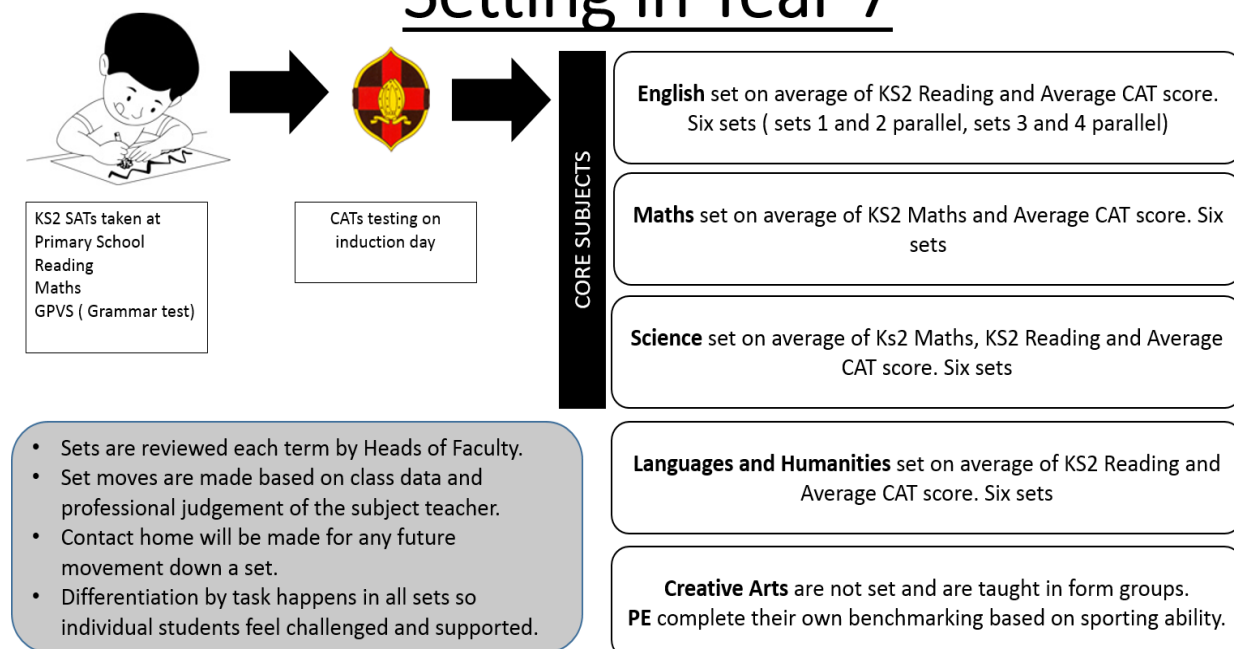 Setting in Year 7
KS2 SATs taken at
Primary School
Reading
Maths
GPVS ( Grammar test)
CATs testing on
induction day
CORE SUBJECTS
English set on average of KS2 Reading and Average CAT score.
Six sets ( sets 1 and 2 parallel, sets 3 and 4 parallel)
Maths set on average of KS2 Maths and Average CAT score. Six
sets
Science set on average of Ks2 Maths, KS2 Reading and Average
CAT score. Six sets
Languages and Humanities set on average of KS2 Reading and
Average CAT score. Six sets
Creative Arts are not set and are taught in form groups.
PE complete their own benchmarking based on sporting ability.
• Sets are reviewed each term by Heads of Faculty.
• Set moves are made based on class data and
professional judgement of the subject teacher.
• Contact home will be made for any future
movement down a set.
• Differentiation by task happens in all sets so
individual students feel challenged and supported.